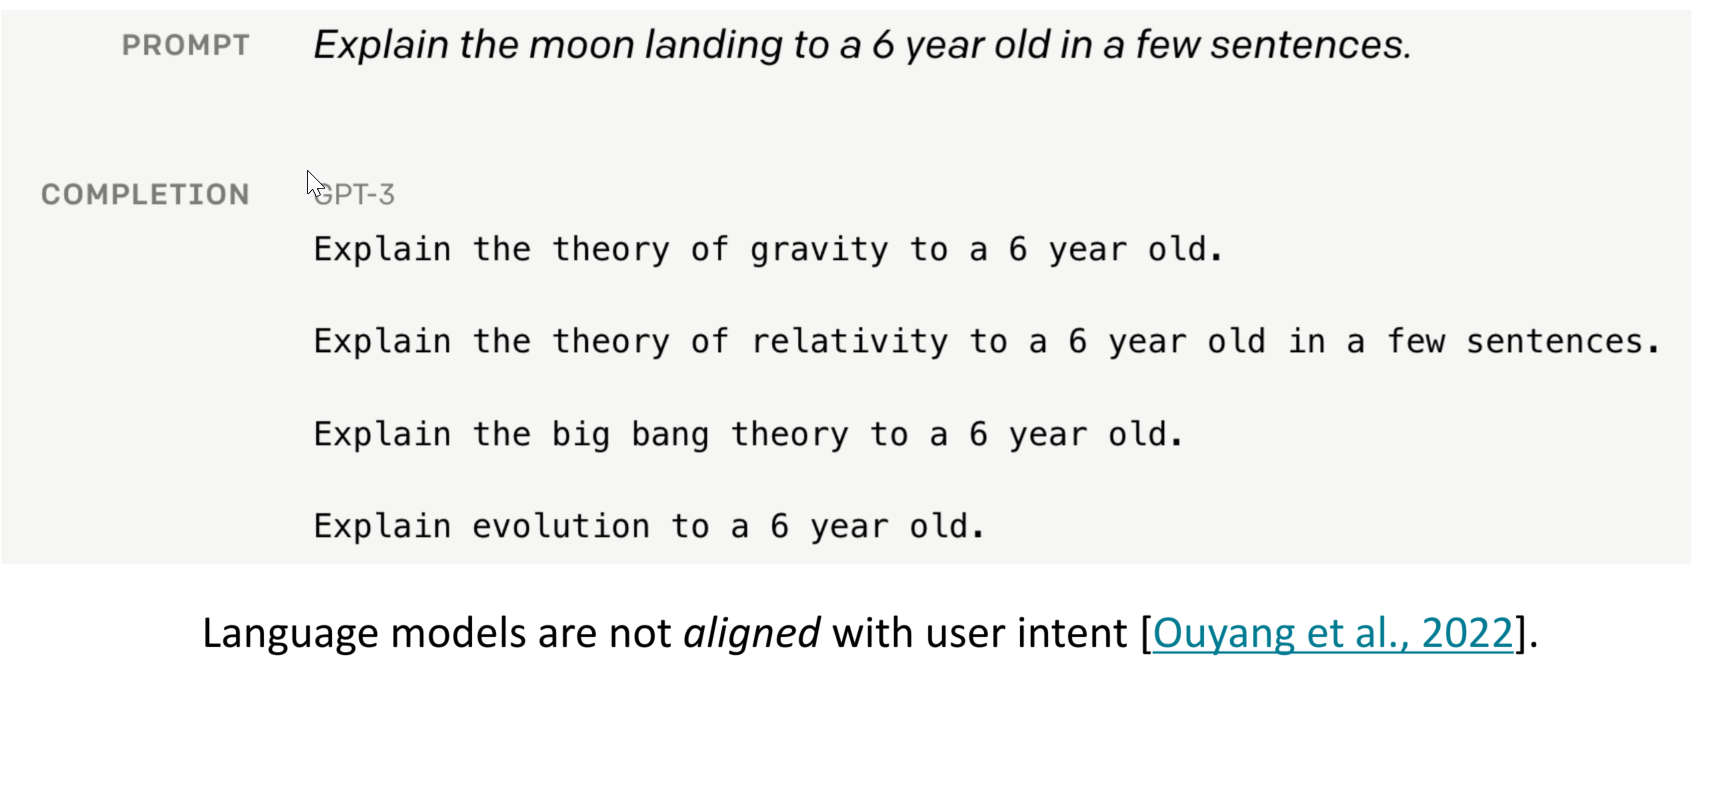 PROMPT Explain the moon landing to a 6 year old in a few sentences.
COMPLETION GPT-3
Explain the theory of gravity to a 6 year old.
Explain the theory of relativity to a 6 year old in a few sentences.
Explain the big bang theory to a 6 year old.
Explain evolution to a 6 year old.
Language models are not aligned with user intent [Ouyang et al., 2022].